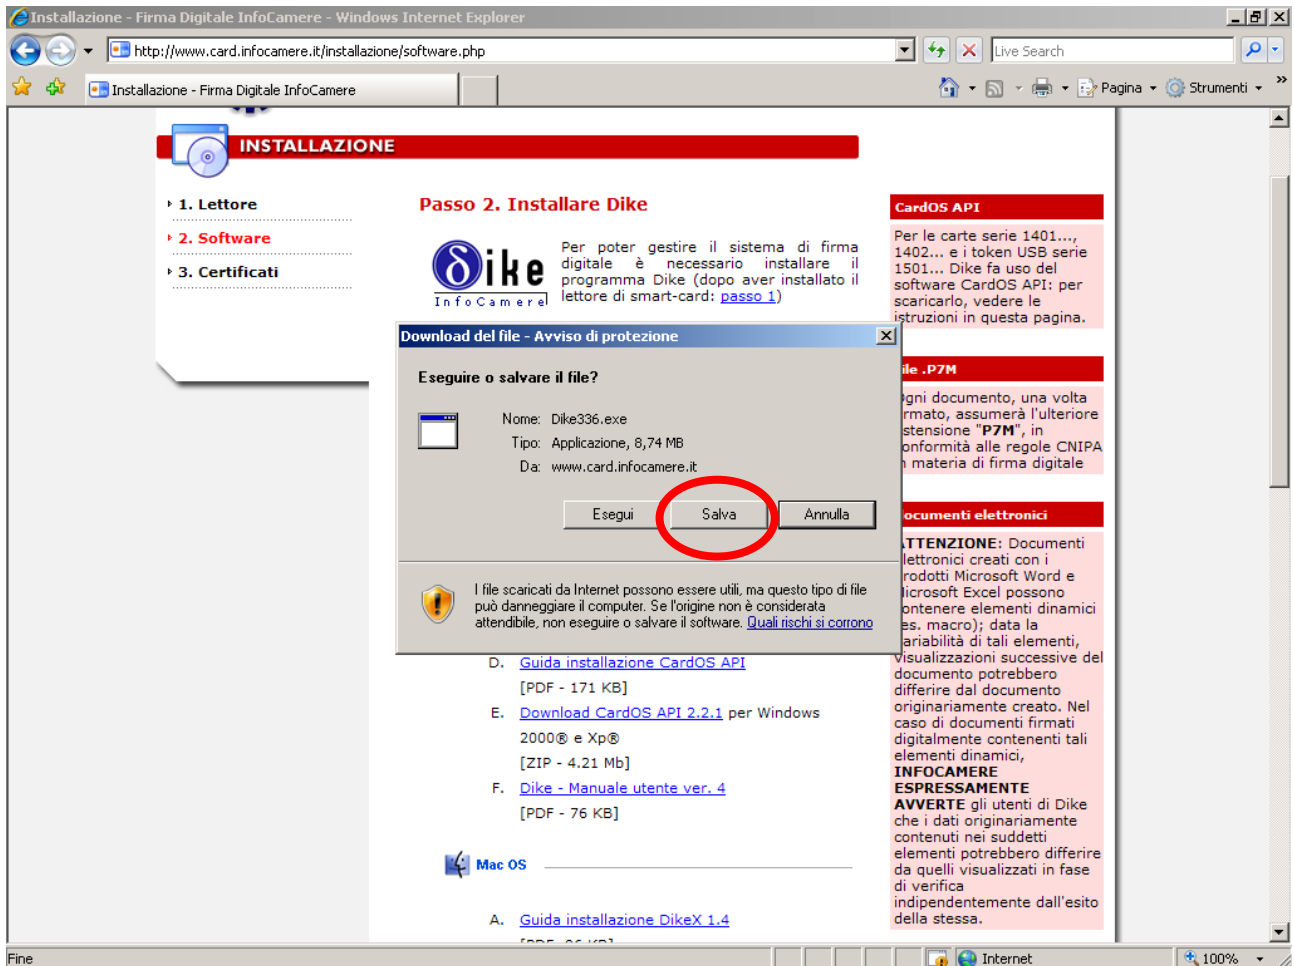 Installazione - Firma Digitale InfoCamere - Windows Internet Explorer
http://www.card.infocamere.it/installazione/software.php
Live Search
Installazione - Firma Digitale InfoCamere
Pagina
Strumenti
INSTALLAZIONE
1. Lettore
2. Software
3. Certificati
Passo 2. Installare Dike
Dike
InfoCamere
Per poter gestire il sistema di firma
digitale è necessario installare il
programma Dike (dopo aver installato il
lettore di smart-card: passo 1)
Download del file - Avviso di protezione
Eseguire o salvare il file?
Nome: Dike336.exe
Tipo: Applicazione, 8,74 MB
Da: www.card.infocamere.it
Esegui
Salva
Annulla
I file scaricati da Internet possono essere utili, ma questo tipo di file
può danneggiare il computer. Se l'origine non è considerata
attendibile, non eseguire o salvare il software. Quali rischi si corrono
D. Guida installazione CardOS API
[PDF - 171 KB]
E. Download CardOS API 2.2.1 per Windows
2000® e Xp®
[ZIP - 4.21 Mb]
F. Dike - Manuale utente ver. 4
[PDF - 76 KB]
Mac OS
A. Guida installazione DikeX 1.4
CardOS API
Per le carte serie 1401...,
1402... e i token USB serie
1501... Dike fa uso del
software CardOS API: per
scaricarlo, vedere le
istruzioni in questa pagina.
ile .P7M
gni documento, una volta
rmato, assumerà l'ulteriore
stensione "P7M", in
onformità alle regole CNIPA
materia di firma digitale
ocumenti elettronici
TTENZIONE: Documenti
lettronici creati con i
rodotti Microsoft Word e
icrosoft Excel possono
ontenere elementi dinamici
es. macro); data la
ariabilità di tali elementi,
visualizzazioni successive del
documento potrebbero
differire dal documento
originariamente creato. Nel
caso di documenti firmati
digitalmente contenenti tali
elementi dinamici,
INFOCAMERE
ESPRESSAMENTE
AVVERTE gli utenti di Dike
che i dati originariamente
contenuti nei suddetti
elementi potrebbero differire
da quelli visualizzati in fase
di verifica
indipendentemente dall'esito
della stessa.
Fine
Internet
100%